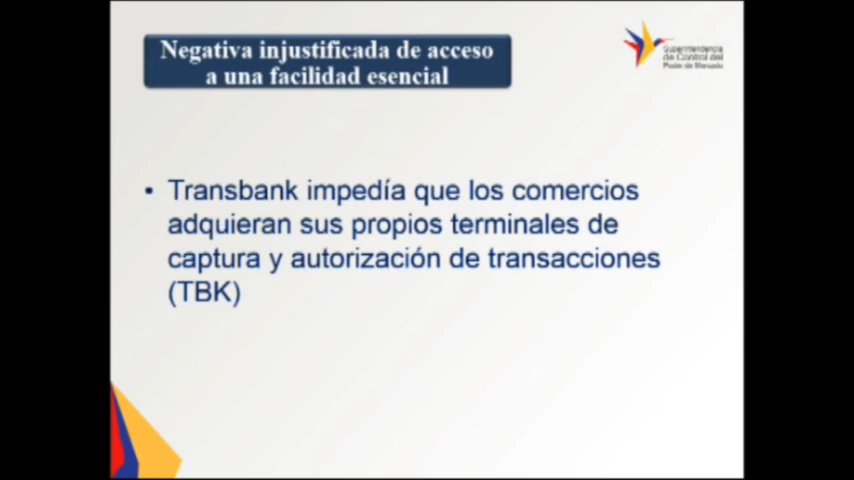 Negativa injustificada de acceso
a una facilidad esencial
Superintendencia
de Control del
Poder de Mercado
• Transbank impedía que los comercios
adquieran sus propios terminales de
captura y autorización de transacciones
(TBK)